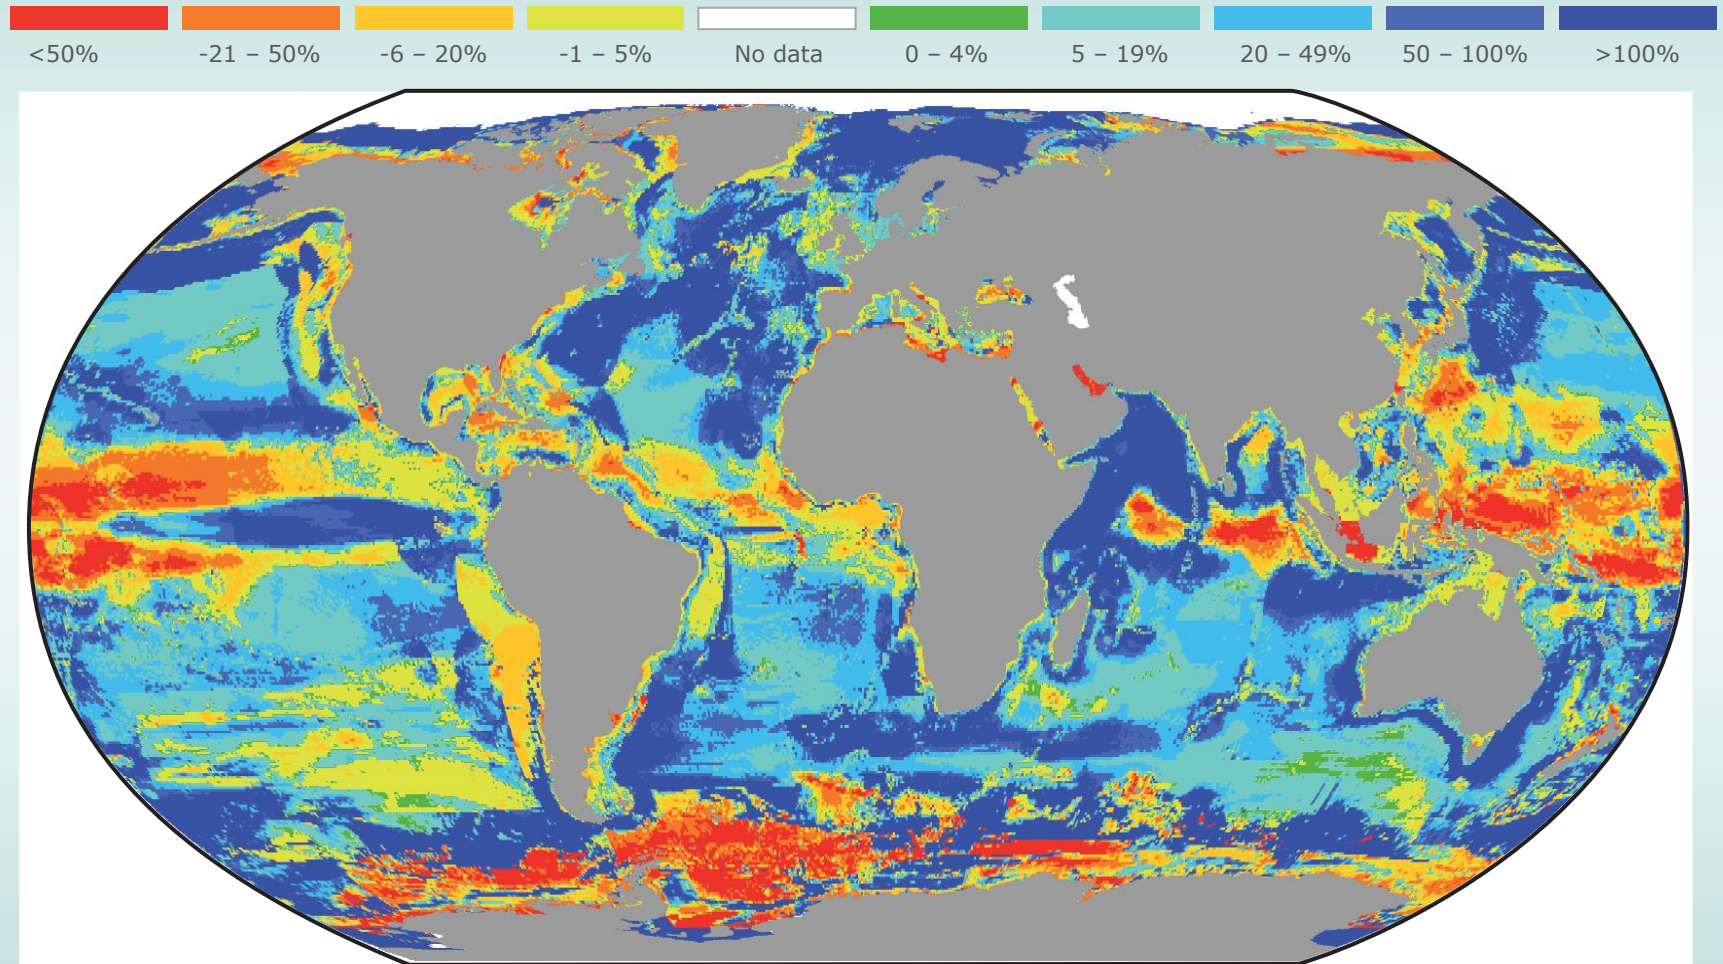 <50% -21 – 50% -6 – 20% -1 – 5% No data 0 – 4% 5 – 19% 20 – 49% 50 – 100% >100%